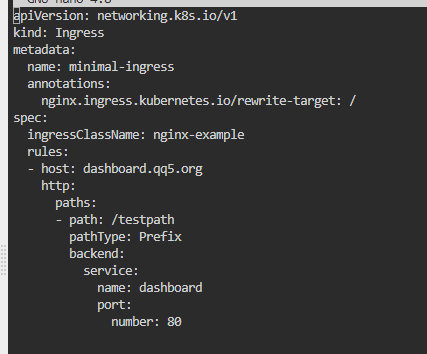 GNU nano 4.8
apiVersion: networking.k8s.io/v1
kind: Ingress
metadata:
  name: minimal-ingress
  annotations:
    nginx.ingress.kubernetes.io/rewrite-target: /
spec:
  ingressClassName: nginx-example
  rules:
  - host: dashboard.qq5.org
    http:
      paths:
      - path: /testpath
        pathType: Prefix
        backend:
          service:
            name: dashboard
            port:
              number: 80